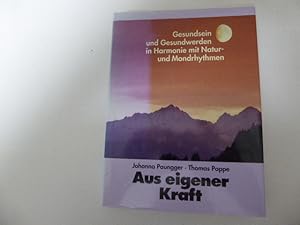 Gesundsein
und Gesundwerden
in Harmonie mit Natur-
und Mondrhythmen
Johanna Paungger · Thomas Poppe
Aus eigener
Kraft